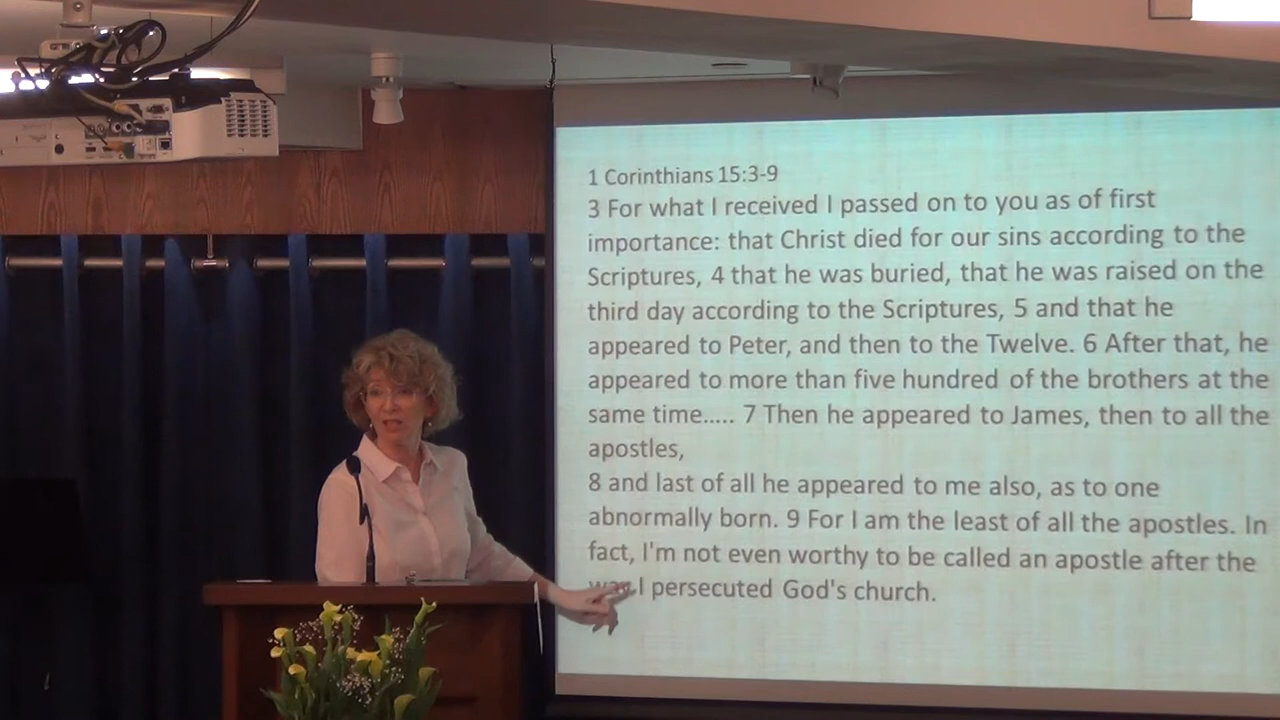 1 Corinthians 15:3-9
3 For what I received I passed on to you as of first
importance: that Christ died for our sins according to the
Scriptures, 4 that he was buried, that he was raised on the
third day according to the Scriptures, 5 and that he
appeared to Peter, and then to the Twelve. 6 After that, he
appeared to more than five hundred of the brothers at the
same time..... 7 Then he appeared to James, then to all the
apostles,
8 and last of all he appeared to me also, as to one
abnormally born. 9 For I am the least of all the apostles. In
fact, I'm not even worthy to be called an apostle after the
way I persecuted God's church.